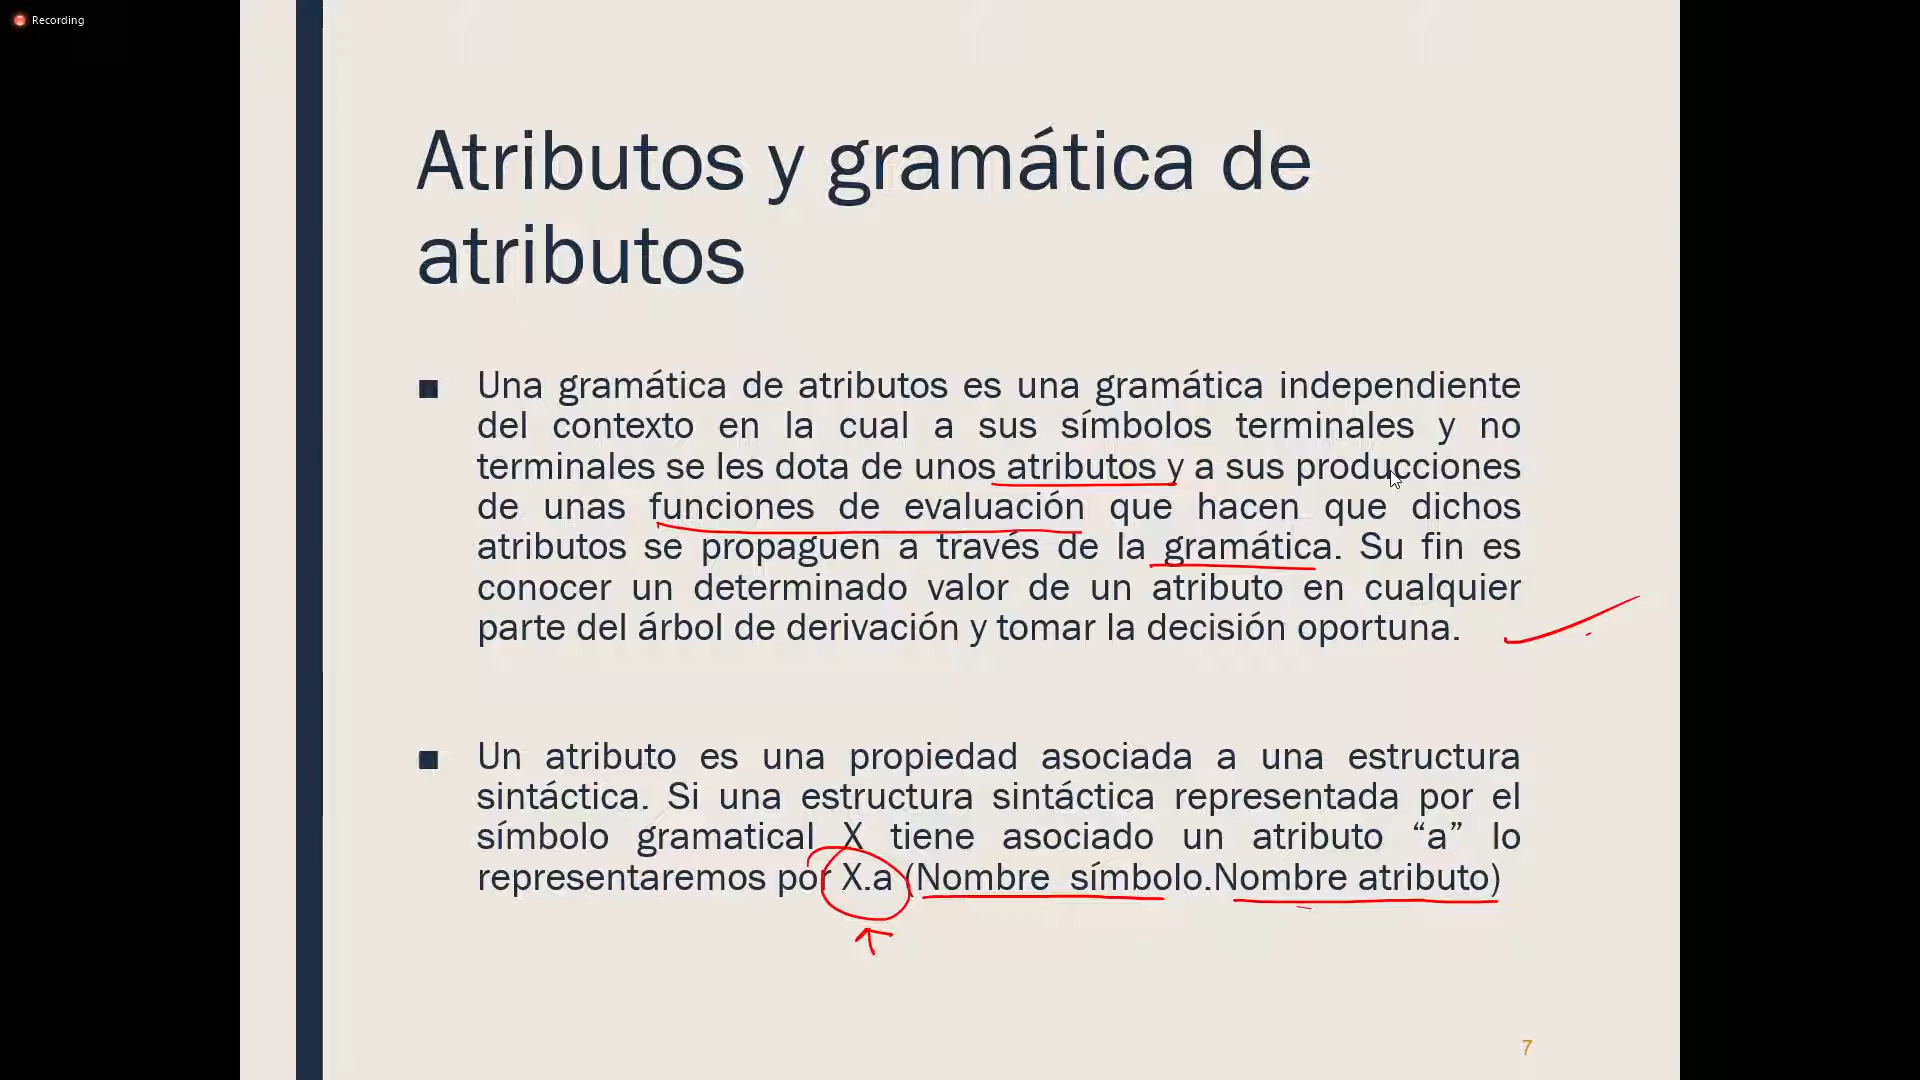 Recording
Atributos y gramática de
atributos
■ Una gramática de atributos es una gramática independiente
del contexto en la cual a sus símbolos terminales y no
terminales se les dota de unos atributos y a sus producciones
de unas funciones de evaluación que hacen que dichos
atributos se propaguen a través de la gramática. Su fin es
conocer un determinado valor de un atributo en cualquier
parte del árbol de derivación y tomar la decisión oportuna.
■ Un atributo es una propiedad asociada a una estructura
sintáctica. Si una estructura sintáctica representada por el
símbolo gramatical X tiene asociado un atributo “a” lo
representaremos por X.a (Nombre símbolo.Nombre atributo)
7